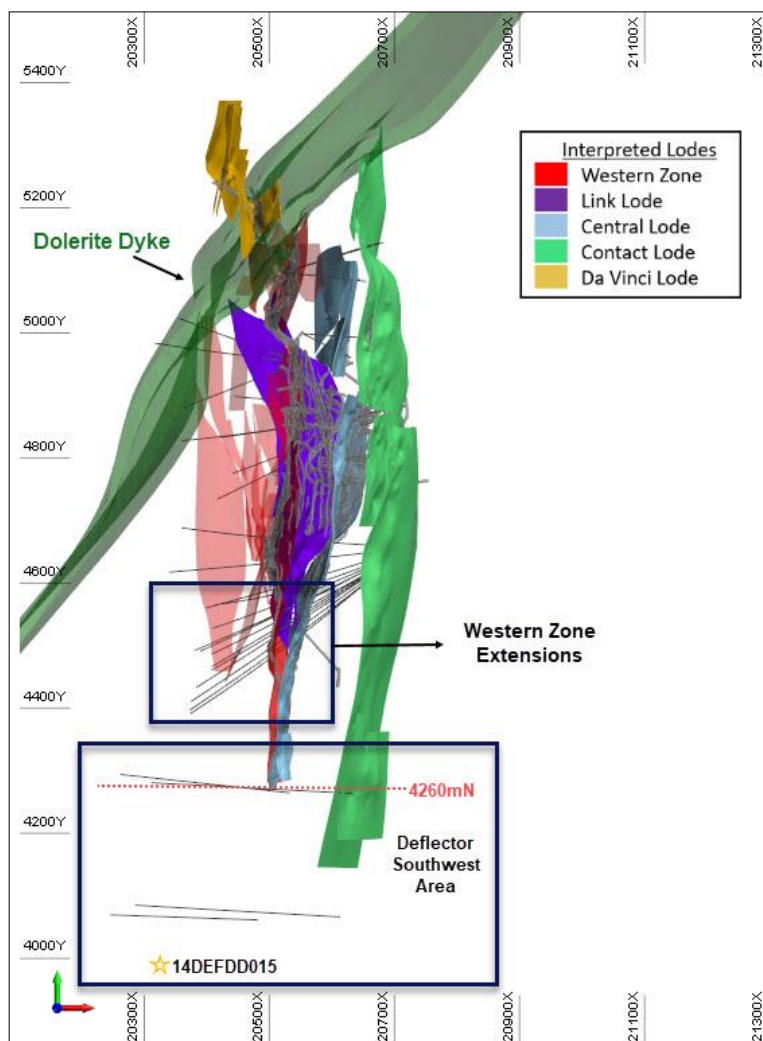 20300X
20500X
20700X
20900X
21100X
21300X
5400Y
5200Y
5000Y
4800Y
4600Y
4400Y
4200Y
4000Y
Interpreted Lodes
Western Zone
Link Lode
Central Lode
Contact Lode
Da Vinci Lode
Dolerite Dyke
Western Zone
Extensions
4260mN
Deflector
Southwest
Area
14DEFDD015
20300X
20500X
20700X
20900X
21100X
21300X